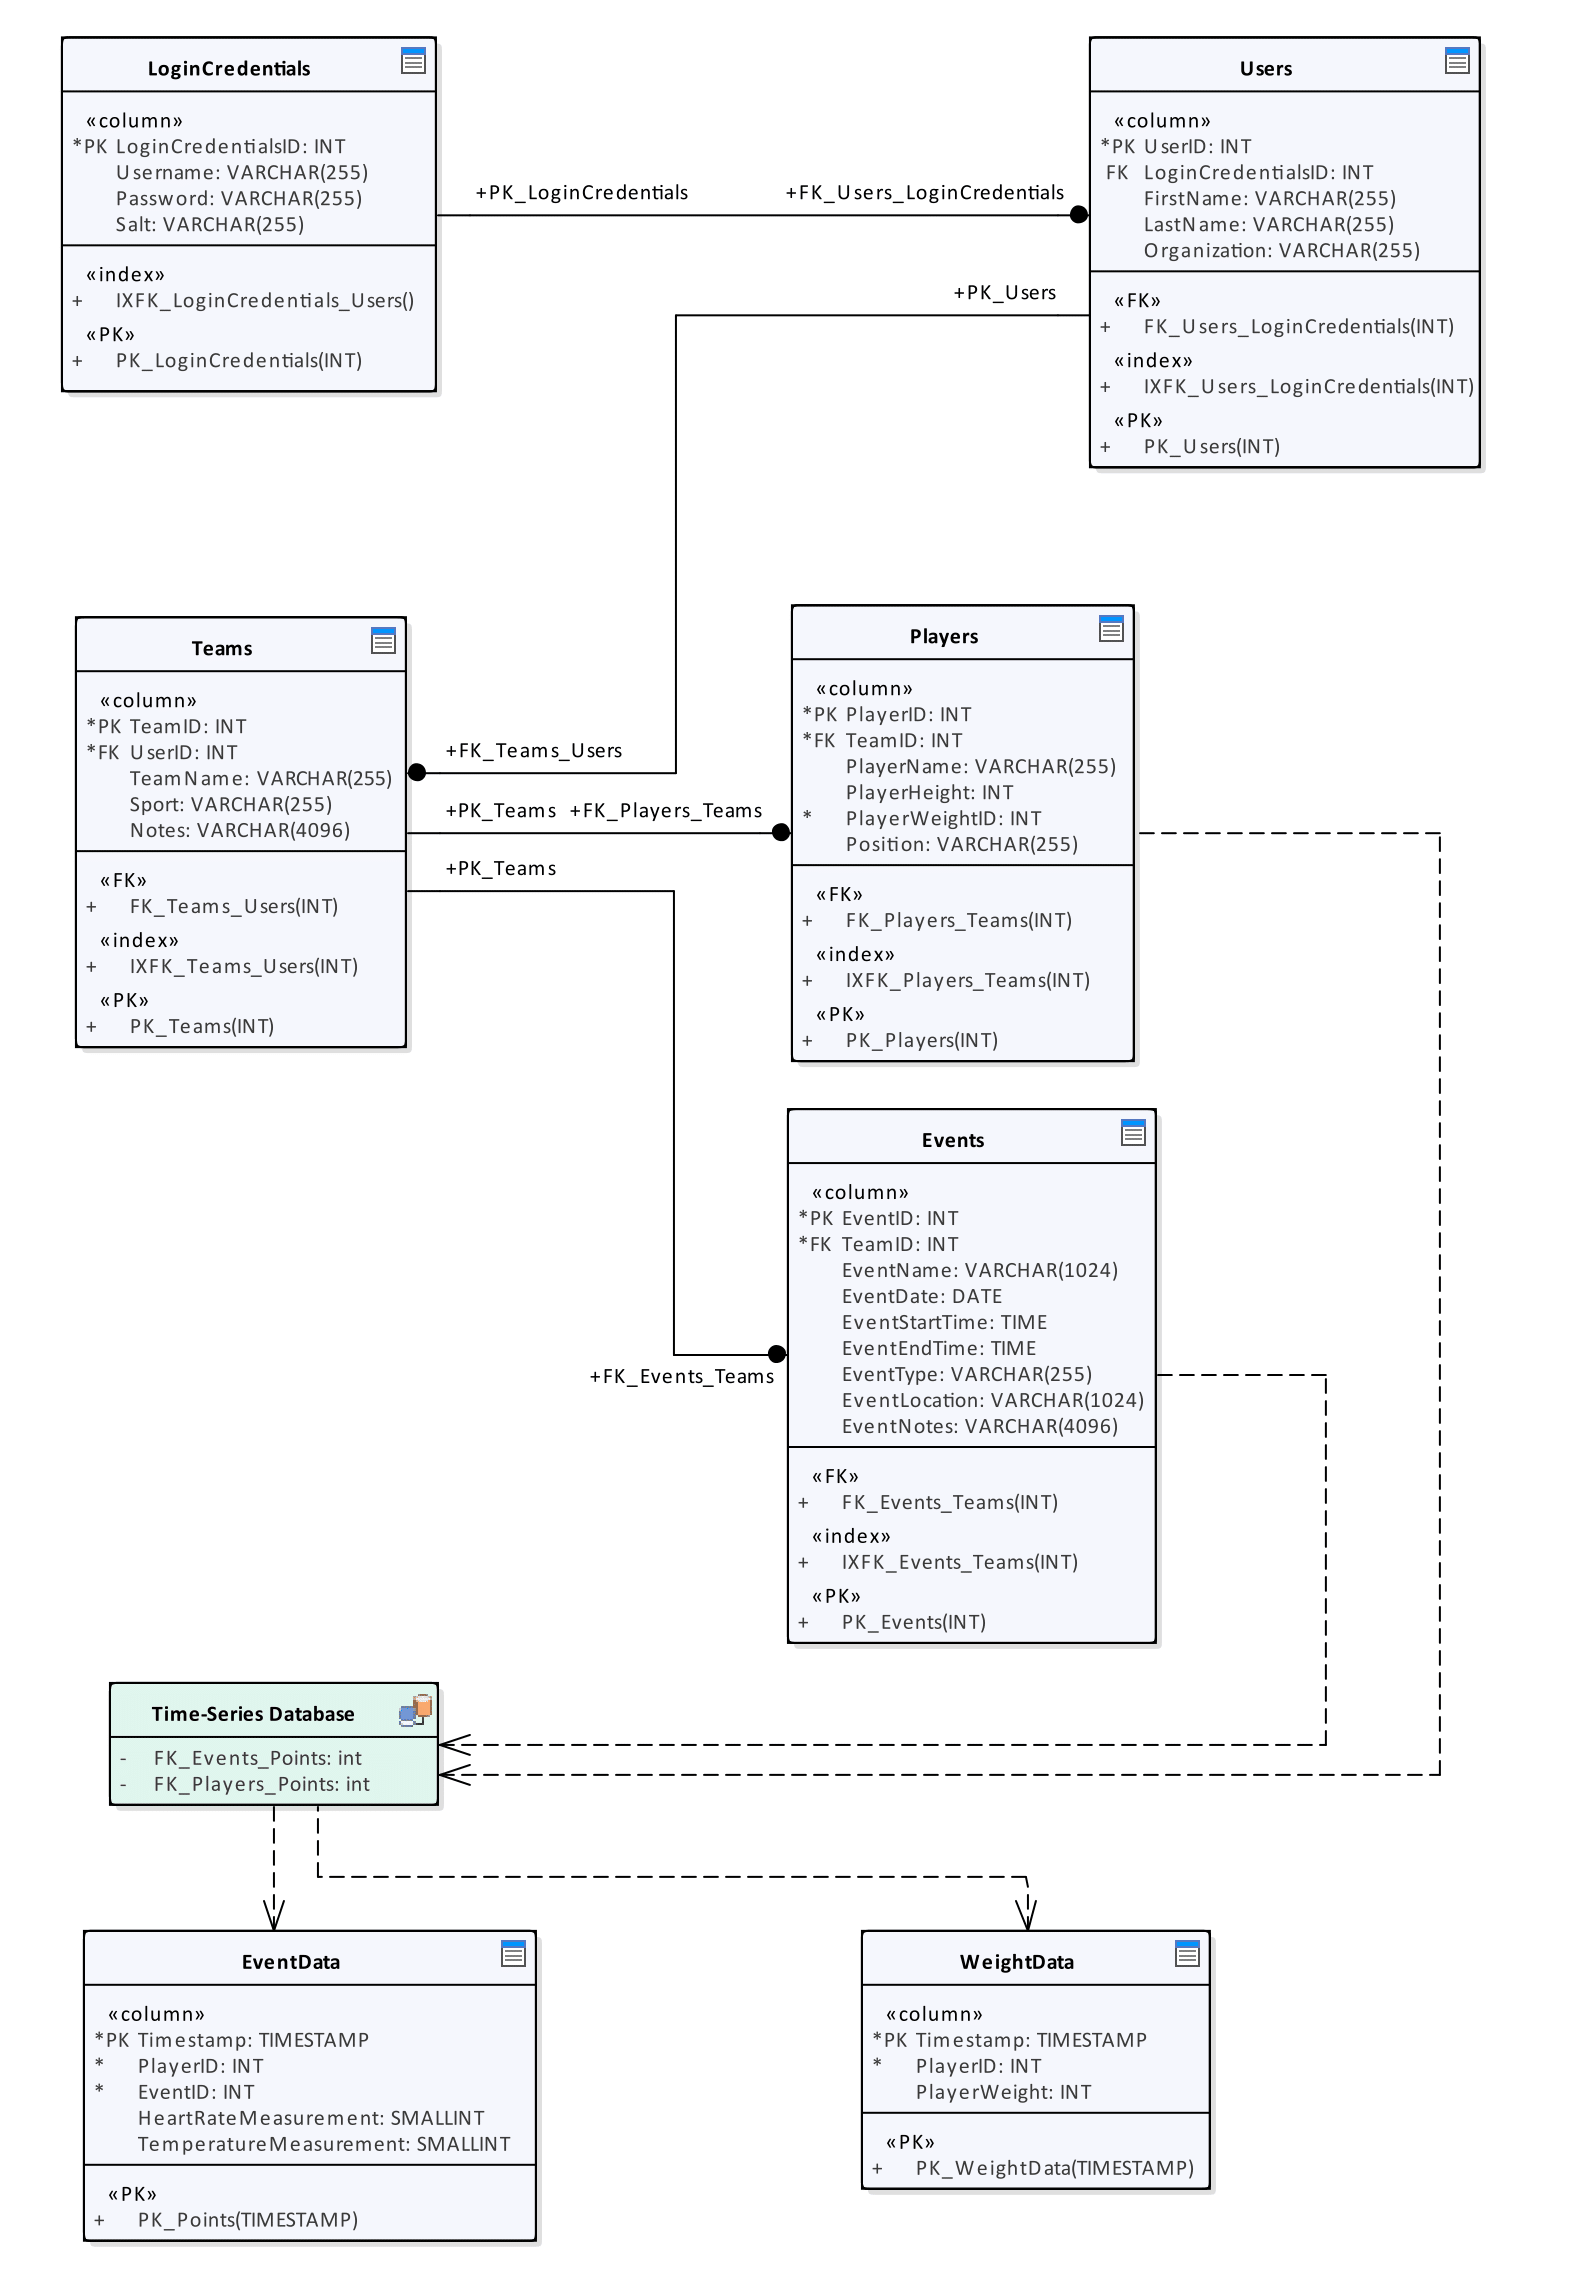 LoginCredentials
«column»
*PK LoginCredentialsID: INT
Username: VARCHAR(255)
Password: VARCHAR(255)
Salt: VARCHAR(255)
«index»
+ IXFK_LoginCredentials_Users()
«PK»
+ PK_LoginCredentials(INT)
+PK_LoginCredentials
+FK_Users_LoginCredentials
Users
«column»
*PK UserID: INT
FK LoginCredentialsID: INT
FirstName: VARCHAR(255)
LastName: VARCHAR(255)
Organization: VARCHAR(255)
«FK»
+ FK_Users_LoginCredentials(INT)
«index»
+ IXFK_Users_LoginCredentials(INT)
«PK»
+ PK_Users(INT)
+PK_Users
Teams
«column»
*PK TeamID: INT
*FK UserID: INT
TeamName: VARCHAR(255)
Sport: VARCHAR(255)
Notes: VARCHAR(4096)
«FK»
+ FK_Teams_Users(INT)
«index»
+ IXFK_Teams_Users(INT)
«PK»
+ PK_Teams(INT)
+FK_Teams_Users
+PK_Teams
+FK_Players_Teams
+PK_Teams
Players
«column»
*PK PlayerID: INT
*FK TeamID: INT
PlayerName: VARCHAR(255)
PlayerHeight: INT
* PlayerWeightID: INT
Position: VARCHAR(255)
«FK»
+ FK_Players_Teams(INT)
«index»
+ IXFK_Players_Teams(INT)
«PK»
+ PK_Players(INT)
+FK_Events_Teams
Events
«column»
*PK EventID: INT
*FK TeamID: INT
EventName: VARCHAR(1024)
EventDate: DATE
EventStartTime: TIME
EventEndTime: TIME
EventType: VARCHAR(255)
EventLocation: VARCHAR(1024)
EventNotes: VARCHAR(4096)
«FK»
+ FK_Events_Teams(INT)
«index»
+ IXFK_Events_Teams(INT)
«PK»
+ PK_Events(INT)
Time-Series Database
- FK_Events_Points: int
- FK_Players_Points: int
EventData
«column»
*PK Timestamp: TIMESTAMP
* PlayerID: INT
* EventID: INT
HeartRateMeasurement: SMALLINT
TemperatureMeasurement: SMALLINT
«PK»
+ PK_Points(TIMESTAMP)
WeightData
«column»
*PK Timestamp: TIMESTAMP
* PlayerID: INT
PlayerWeight: INT
«PK»
+ PK_WeightData(TIMESTAMP)